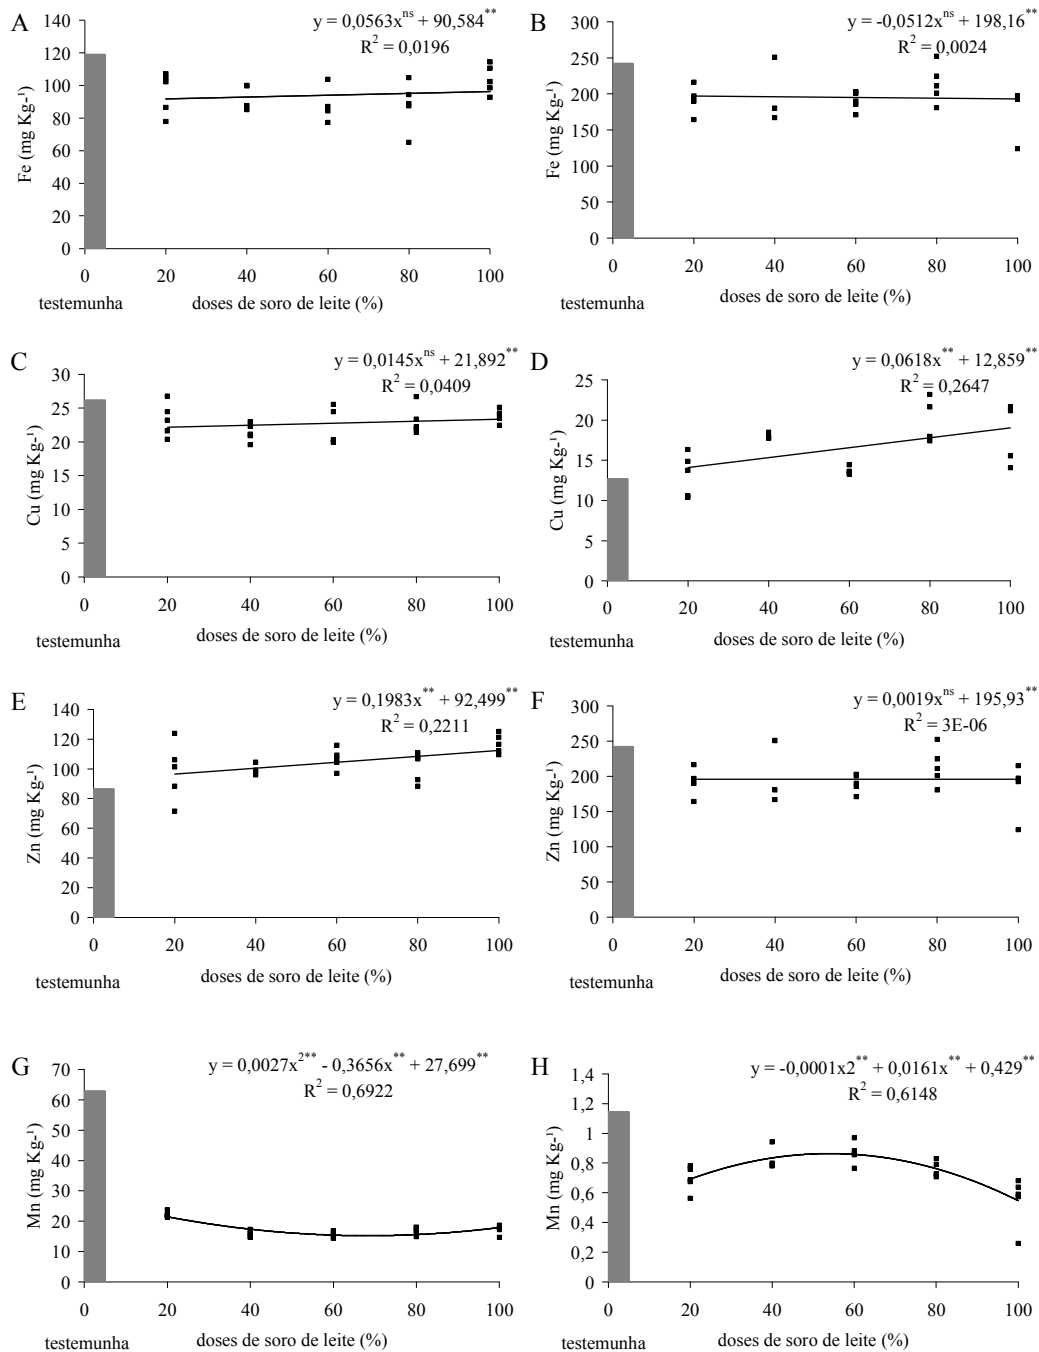 A
y = 0,0563x^ns + 90,584**
R² = 0,0196
Fe (mg Kg-¹)
140
120
100
80
60
40
20
0
0 20 40 60 80 100
testemunha doses de soro de leite (%)
B
y = -0,0512x^ns + 198,16**
R² = 0,0024
Fe (mg Kg-¹)
300
250
200
150
100
50
0
0 20 40 60 80 100
testemunha doses de soro de leite (%)
C
y = 0,0145x^ns + 21,892**
R² = 0,0409
Cu (mg Kg-¹)
30
25
20
15
10
5
0
0 20 40 60 80 100
testemunha doses de soro de leite (%)
D
y = 0,0618x** + 12,859**
R² = 0,2647
Cu (mg Kg-¹)
25
20
15
10
5
0
0 20 40 60 80 100
testemunha doses de soro de leite (%)
E
y = 0,1983x** + 92,499**
R² = 0,2211
Zn (mg Kg-¹)
140
120
100
80
60
40
20
0
0 20 40 60 80 100
testemunha doses de soro de leite (%)
F
y = 0,0019x^ns + 195,93**
R² = 3E-06
Zn (mg Kg-¹)
300
250
200
150
100
50
0
0 20 40 60 80 100
testemunha doses de soro de leite (%)
G
y = 0,0027x²** - 0,3656x** + 27,699**
R² = 0,6922
Mn (mg Kg-¹)
70
60
50
40
30
20
10
0
0 20 40 60 80 100
testemunha doses de soro de leite (%)
H
y = -0,0001x2** + 0,0161x** + 0,429**
R² = 0,6148
Mn (mg Kg-¹)
1,4
1,2
1
0,8
0,6
0,4
0,2
0
0 20 40 60 80 100
testemunha doses de soro de leite (%)